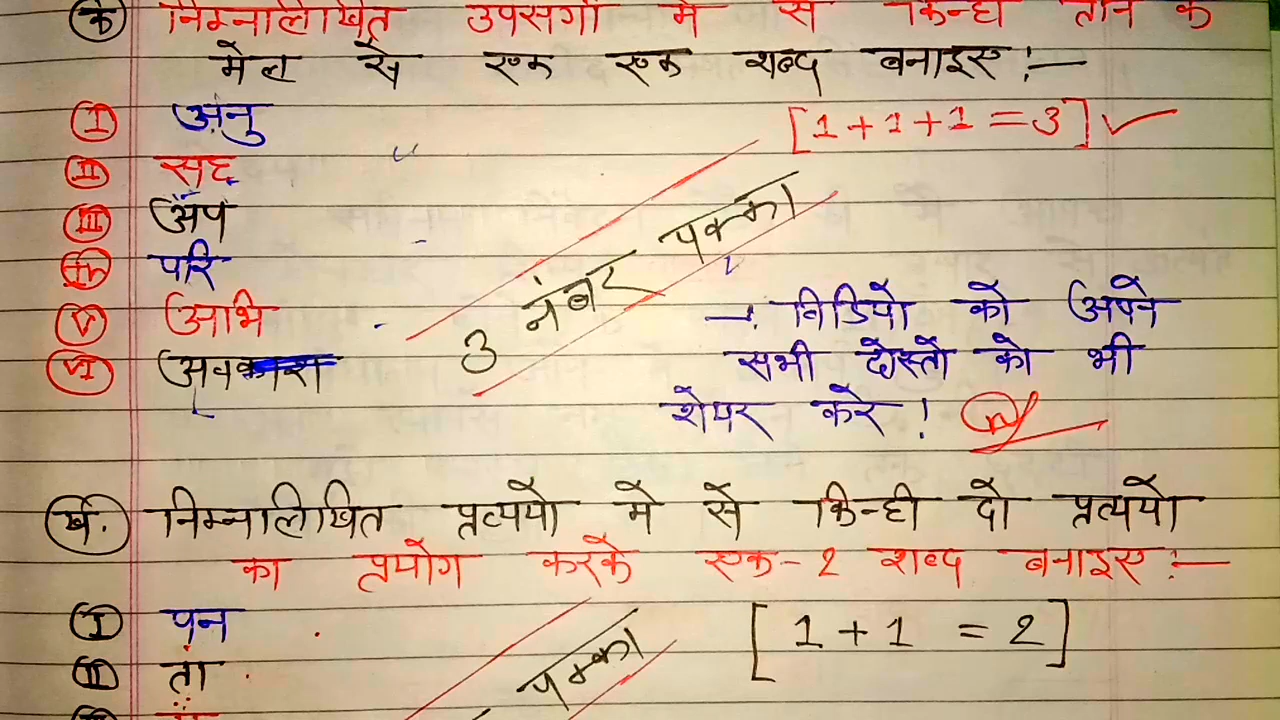 (क) निम्नलिखित उपसर्गों मे से किन्ही तीन के
मेल से एक एक शब्द बनाइए :—
(I) अनु [1+1+1=3] ✓
(II) सह
(III) अप
(IV) परि
(V) अभि
(VI) अव
3 नंबर पक्का
→ विडियो को अपने
सभी दोस्तो को भी
शेयर करे !
(ख) निम्नलिखित प्रत्ययो मे से किन्ही दो प्रत्ययो
का प्रयोग करके एक-2 शब्द बनाइए :—
(I) पन [1+1 =2]
(II) ता
पक्का